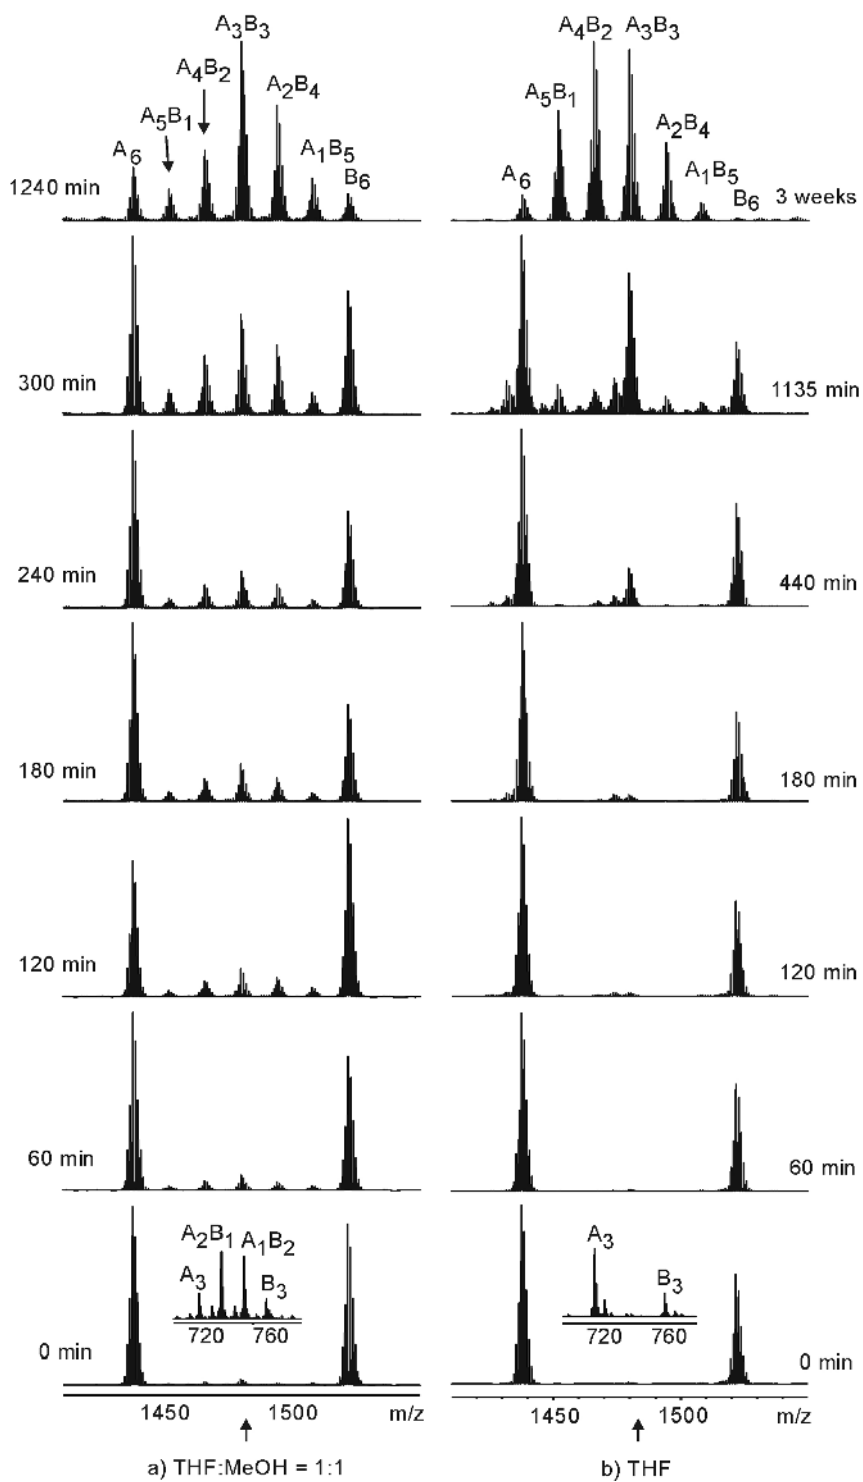 A3B3
A4B2
A5B1
A6
A2B4
A1B5
B6
1240 min
300 min
240 min
180 min
120 min
60 min
A2B1
A1B2
A3
B3
720 760
0 min
1450 1500 m/z
a) THF:MeOH = 1:1
A4B2
A3B3
A5B1
A2B4
A6
A1B5
B6
3 weeks
1135 min
440 min
180 min
120 min
60 min
A3
B3
720 760
0 min
1450 1500 m/z
b) THF